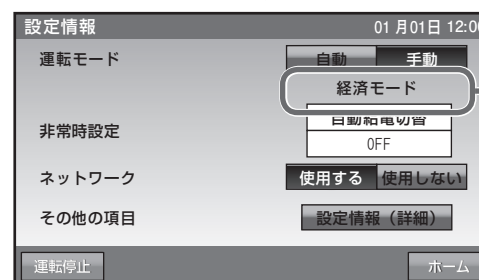 設定情報 01月01日 12:00
運転モード 自動 手動
経済モード
非常時設定 自動給電切替
OFF
ネットワーク 使用する 使用しない
その他の項目 設定情報(詳細)
運転停止 ホーム